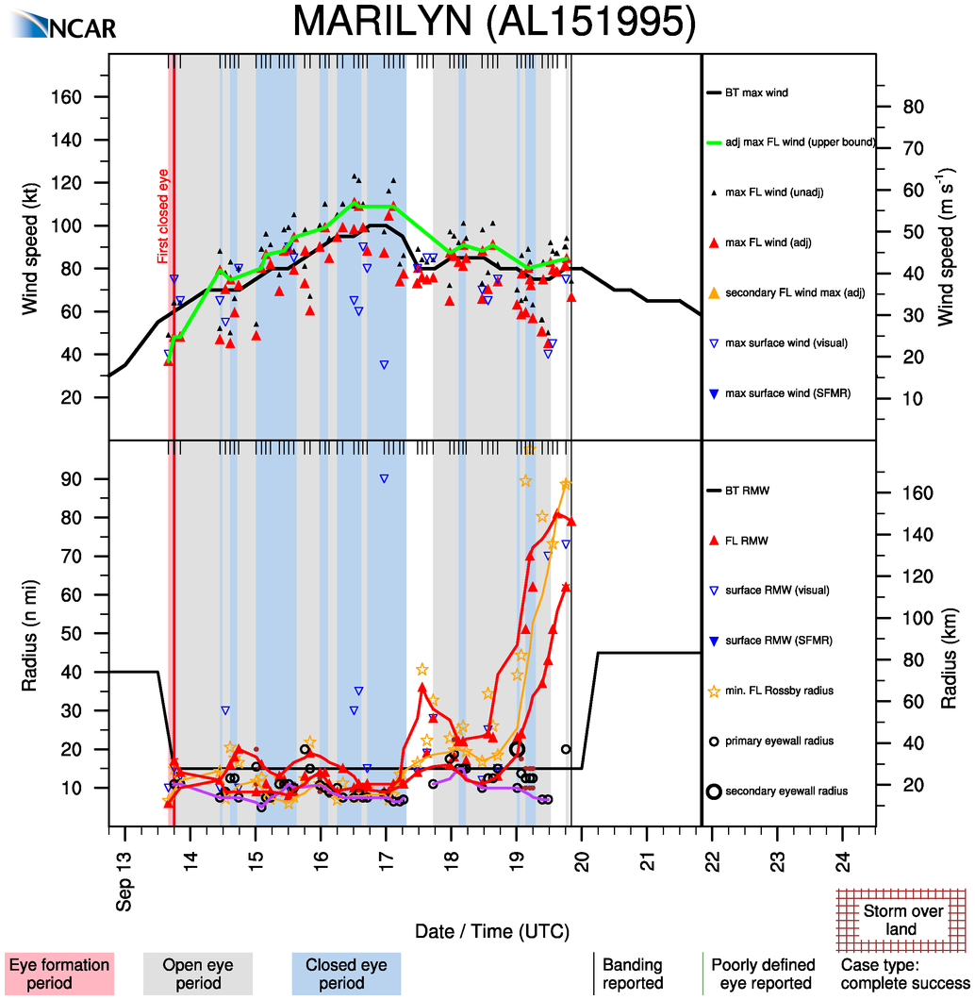 NCAR
MARILYN (AL151995)
Wind speed (kt)
160
140
120
100
80
60
40
20
First closed eye
80
70
60
50
40
30
20
10
Wind speed (m s-1)
BT max wind
adj max FL wind (upper bound)
max FL wind (unadj)
max FL wind (adj)
secondary FL wind max (adj)
max surface wind (visual)
max surface wind (SFMR)
Radius (n mi)
90
80
70
60
50
40
30
20
10
160
140
120
100
80
60
40
20
Radius (km)
BT RMW
FL RMW
surface RMW (visual)
surface RMW (SFMR)
min. FL Rossby radius
primary eyewall radius
secondary eyewall radius
Sep 13
14
15
16
17
18
19
20
21
22
23
24
Date / Time (UTC)
Storm over
land
Eye formation
period
Open eye
period
Closed eye
period
Banding
reported
Poorly defined
eye reported
Case type:
complete success